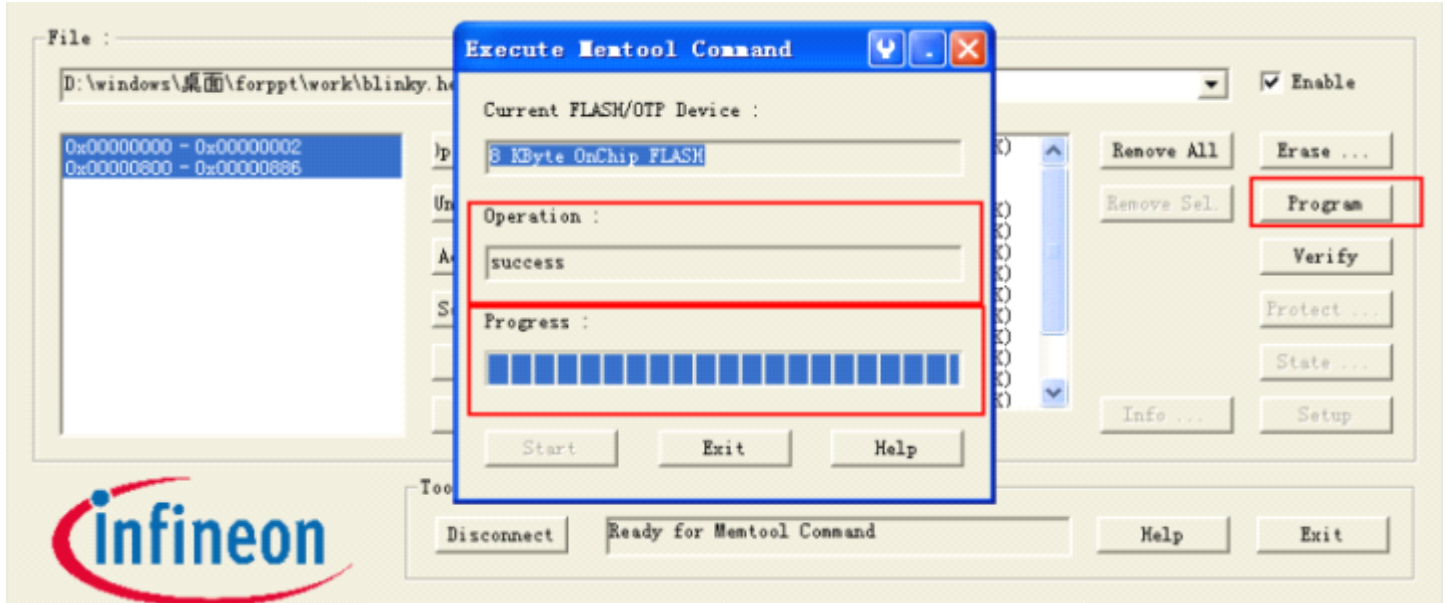 File :
D:\windows\桌面\forppt\work\blinky.he
Enable
0x00000000 - 0x00000002
0x00000800 - 0x00000886
Remove All
Erase ...
Remove Sel.
Program
Verify
Protect ...
State ...
Info ...
Setup
Execute Memtool Command
Current FLASH/OTP Device :
8 KByte OnChip FLASH
Operation :
success
Progress :
Start
Exit
Help
infineon
Disconnect
Ready for Memtool Command
Help
Exit